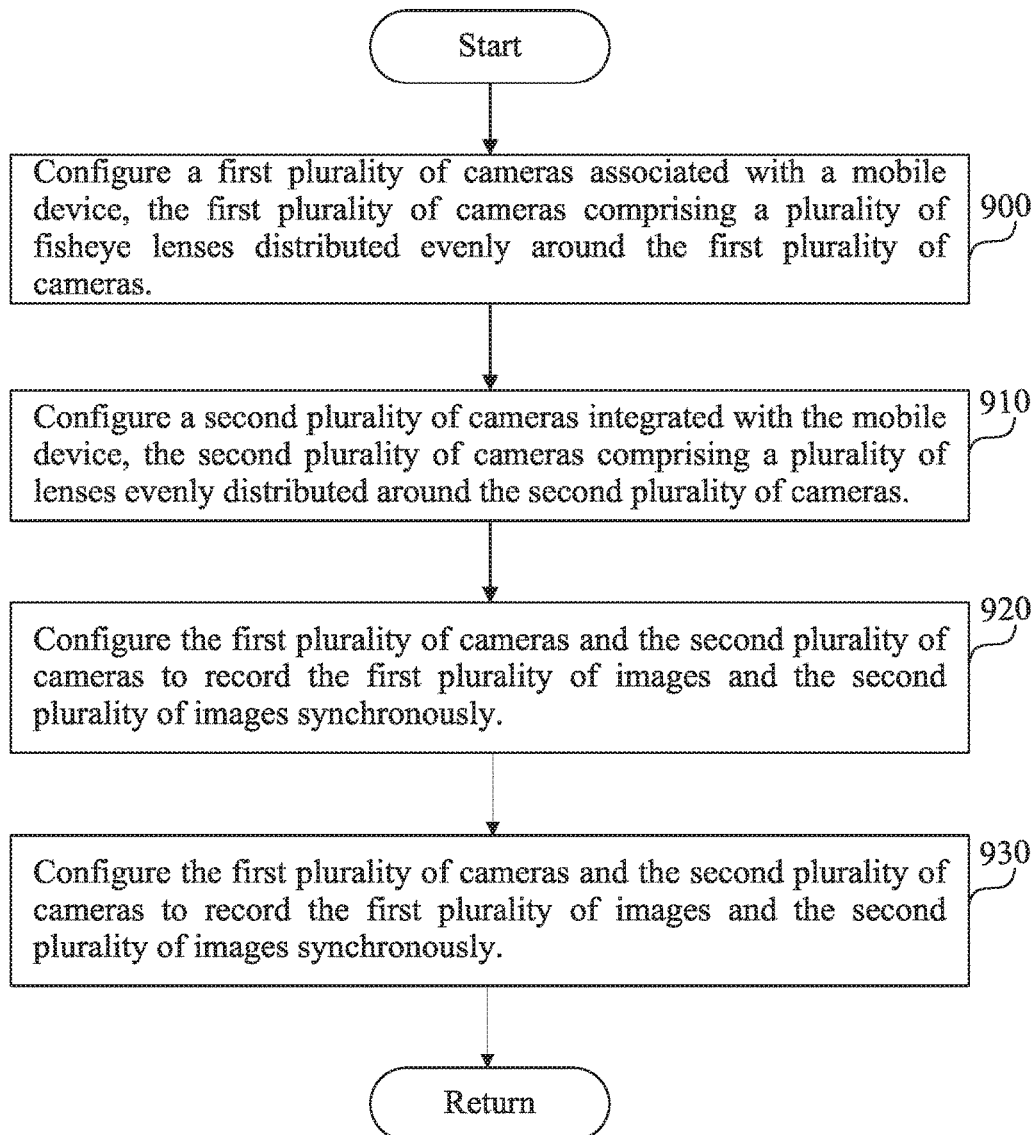 Start
Configure a first plurality of cameras associated with a mobile
device, the first plurality of cameras comprising a plurality of
fisheye lenses distributed evenly around the first plurality of
cameras.
900
Configure a second plurality of cameras integrated with the mobile
device, the second plurality of cameras comprising a plurality of
lenses evenly distributed around the second plurality of cameras.
910
Configure the first plurality of cameras and the second plurality of
cameras to record the first plurality of images and the second
plurality of images synchronously.
920
Configure the first plurality of cameras and the second plurality of
cameras to record the first plurality of images and the second
plurality of images synchronously.
930
Return